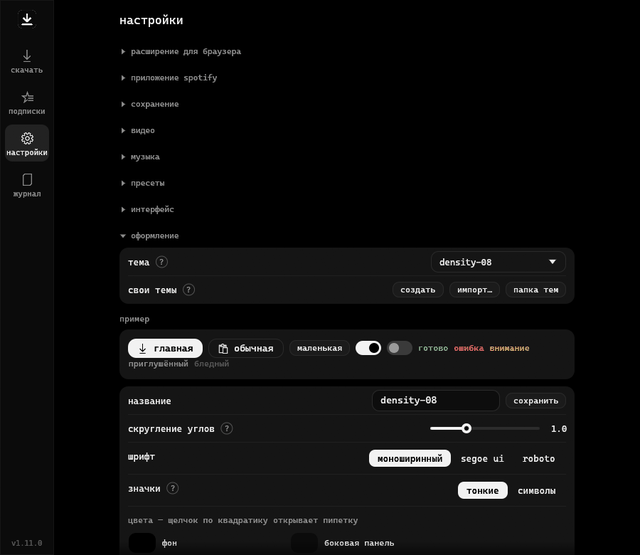 настройки
скачать
подписки
настройки
журнал
расширение для браузера
приложение spotify
сохранение
видео
музыка
пресеты
интерфейс
оформление
тема ? density-08
свои темы ? создать импорт… папка тем
пример
главная обычная маленькая готово ошибка внимание
приглушённый бледный
название density-08 сохранить
скругление углов ? 1.0
шрифт моноширинный segoe ui roboto
значки ? тонкие символы
цвета — щелчок по квадратику открывает пипетку
фон боковая панель
v1.11.0